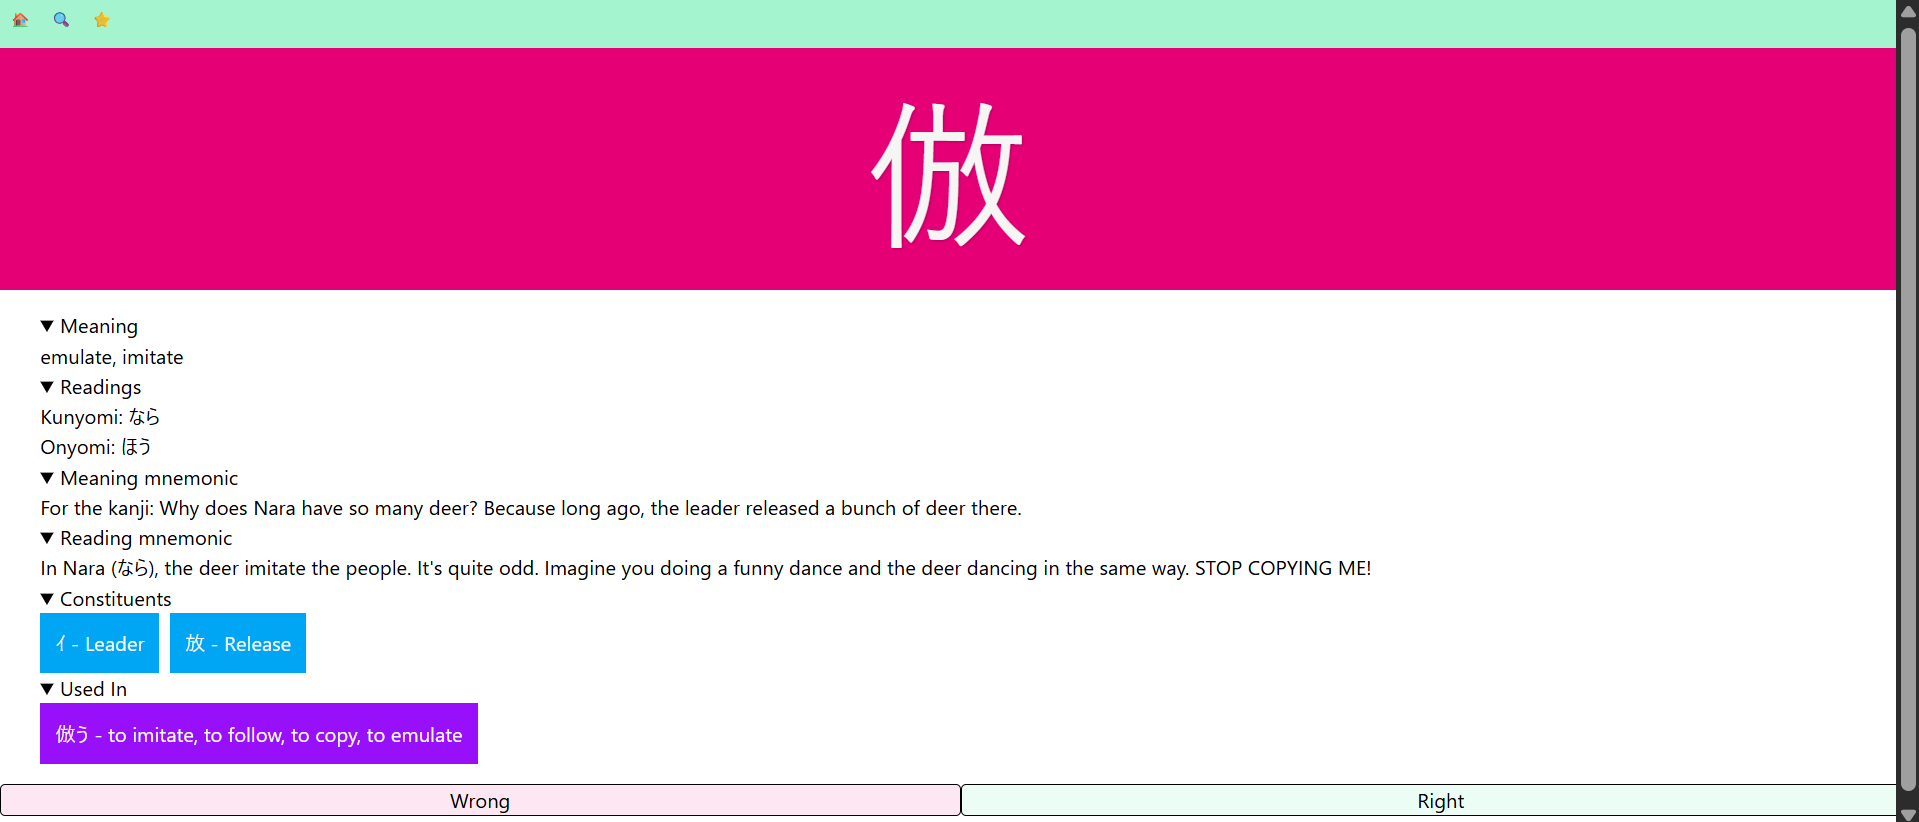 倣
▼ Meaning
emulate, imitate
▼ Readings
Kunyomi: なら
Onyomi: ほう
▼ Meaning mnemonic
For the kanji: Why does Nara have so many deer? Because long ago, the leader released a bunch of deer there.
▼ Reading mnemonic
In Nara (なら), the deer imitate the people. It's quite odd. Imagine you doing a funny dance and the deer dancing in the same way. STOP COPYING ME!
▼ Constituents
イ - Leader 放 - Release
▼ Used In
倣う - to imitate, to follow, to copy, to emulate
Wrong Right